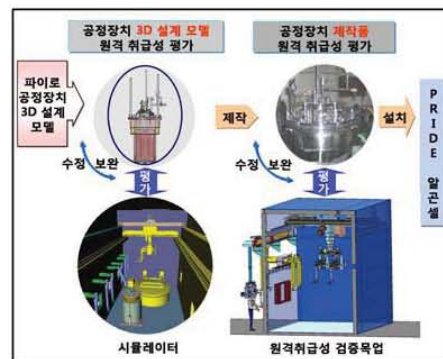 공정장치 3D 설계 모델
원격 취급성 평가
공정장치 제작품
원격 취급성 평가
파이로
공정장치
3D 설계
모델
제작
설치
PRIDE 알곤셀
수정 보완
평가
수정 보완
평가
시뮬레이터
원격취급성 검증목업